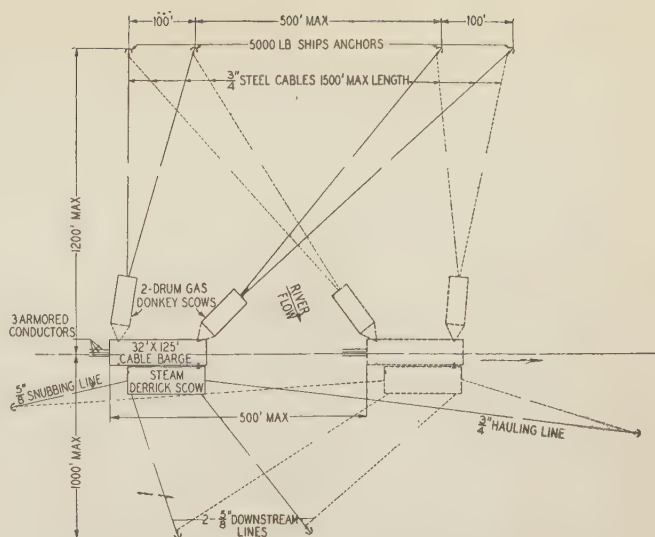 100' 500' MAX 100'
5000 LB SHIPS ANCHORS
3/4" STEEL CABLES 1500' MAX LENGTH
1200' MAX
2-DRUM GAS
DONKEY SCOWS
RIVER
FLOW
3 ARMORED
CONDUCTORS
32' X 125'
CABLE BARGE
STEAM
DERRICK SCOW
5/8" SNUBBING LINE
500' MAX
3/4" HAULING LINE
1000' MAX
2-5/8" DOWNSTREAM
LINES